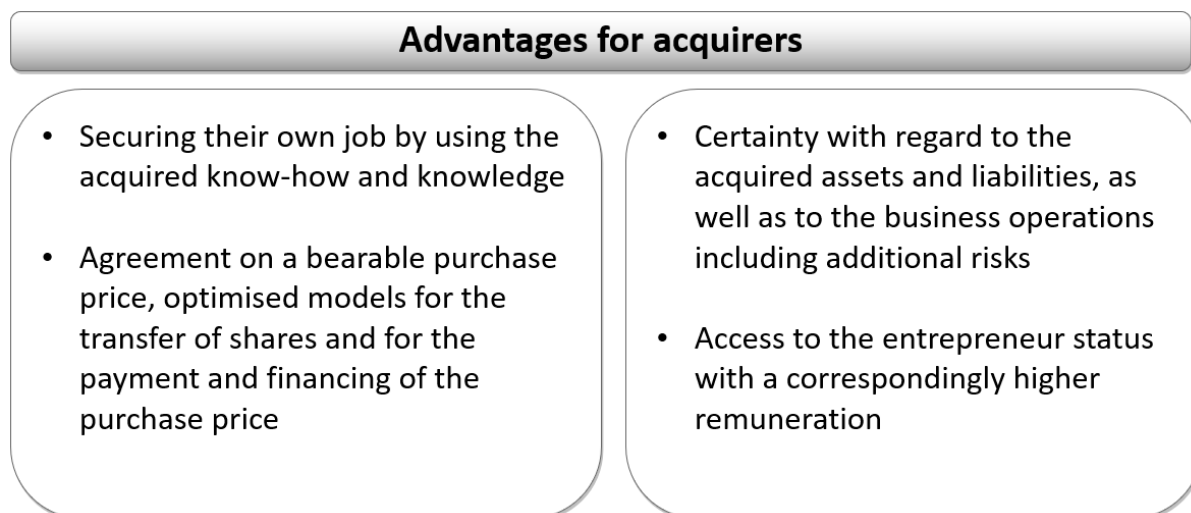 Advantages for acquirers
• Securing their own job by using the
acquired know-how and knowledge
• Agreement on a bearable purchase
price, optimised models for the
transfer of shares and for the
payment and financing of the
purchase price
• Certainty with regard to the
acquired assets and liabilities, as
well as to the business operations
including additional risks
• Access to the entrepreneur status
with a correspondingly higher
remuneration